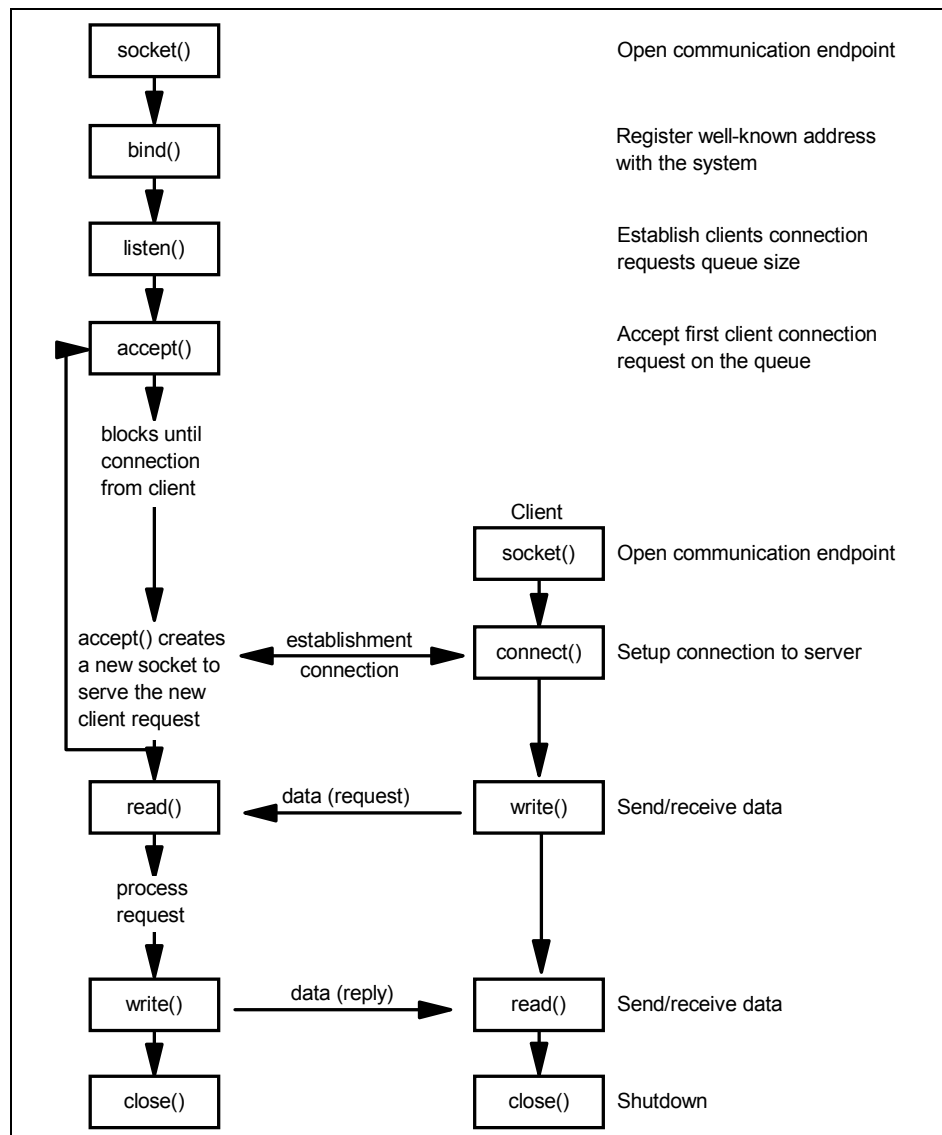 socket()
Open communication endpoint
bind()
Register well-known address
with the system
listen()
Establish clients connection
requests queue size
accept()
Accept first client connection
request on the queue
blocks until
connection
from client
Client
socket()
Open communication endpoint
accept() creates
a new socket to
serve the new
client request
establishment
connection
connect()
Setup connection to server
read()
data (request)
write()
Send/receive data
process
request
write()
data (reply)
read()
Send/receive data
close()
close()
Shutdown